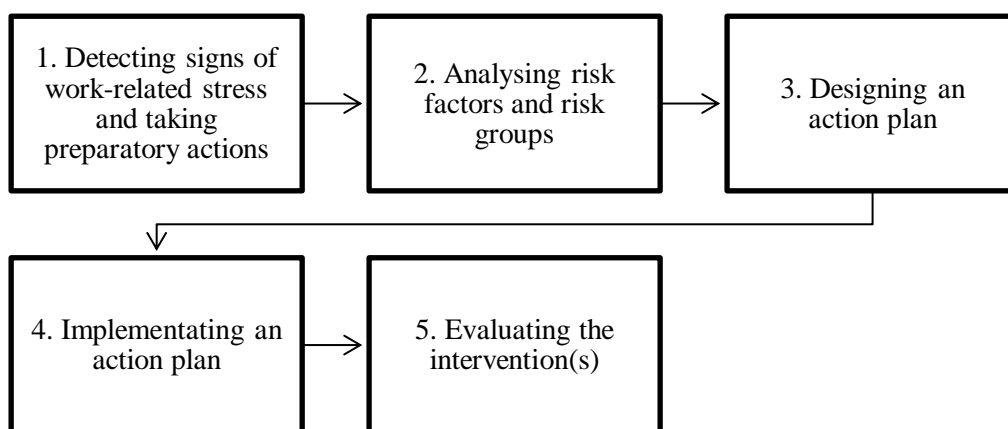 1. Detecting signs of
work-related stress
and taking
preparatory actions
2. Analysing risk
factors and risk
groups
3. Designing an
action plan
4. Implementating an
action plan
5. Evaluating the
intervention(s)